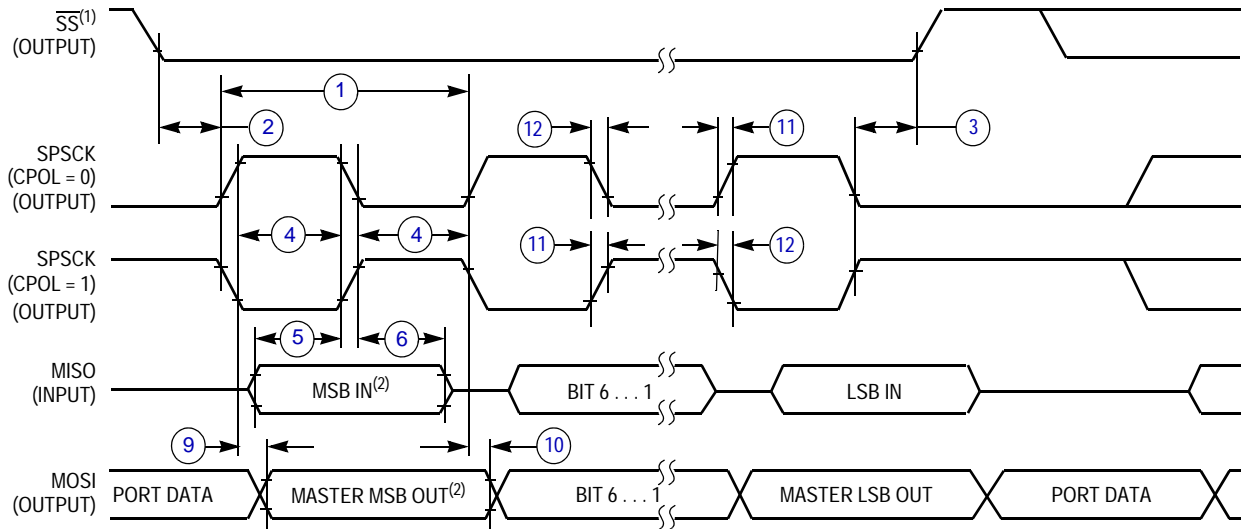 SS(1)
(OUTPUT)
1
2
12
11
3
SPSCK
(CPOL = 0)
(OUTPUT)
4
4
11
12
SPSCK
(CPOL = 1)
(OUTPUT)
5
6
MISO
(INPUT)
MSB IN(2)
BIT 6 . . . 1
LSB IN
9
10
MOSI
(OUTPUT)
PORT DATA
MASTER MSB OUT(2)
BIT 6 . . . 1
MASTER LSB OUT
PORT DATA